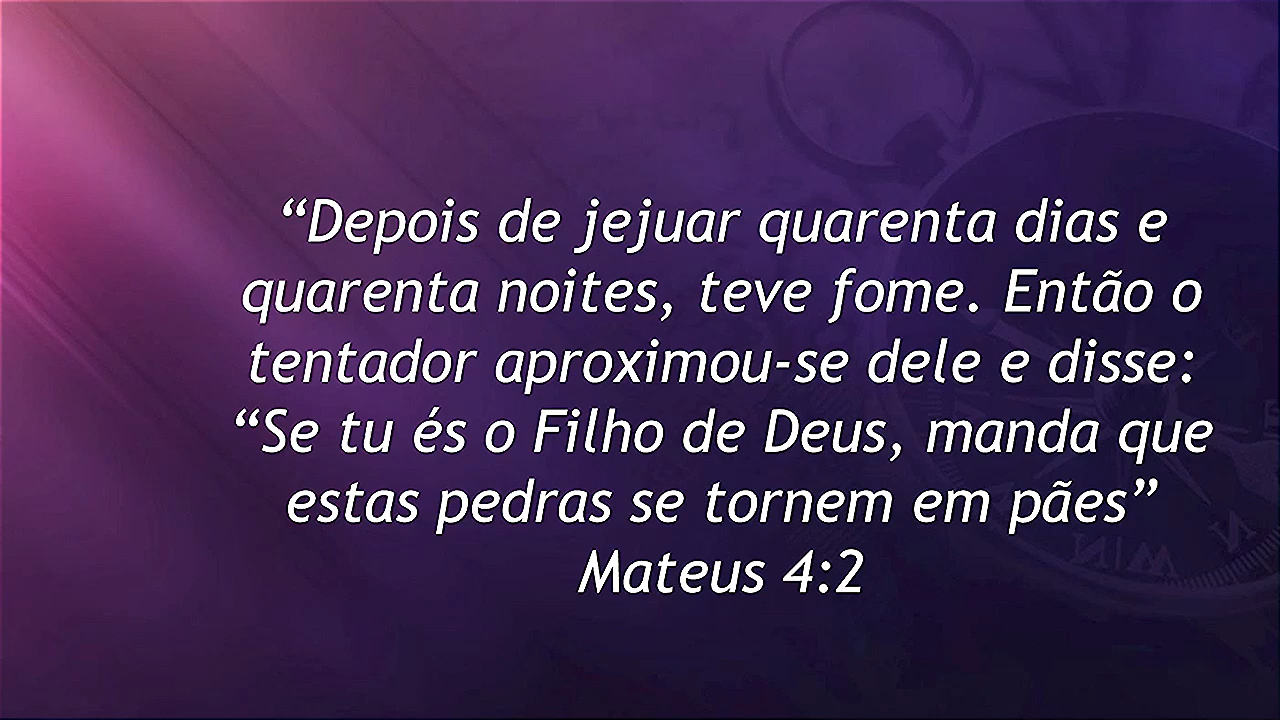 “Depois de jejuar quarenta dias e
quarenta noites, teve fome. Então o
tentador aproximou-se dele e disse:
“Se tu és o Filho de Deus, manda que
estas pedras se tornem em pães”
Mateus 4:2